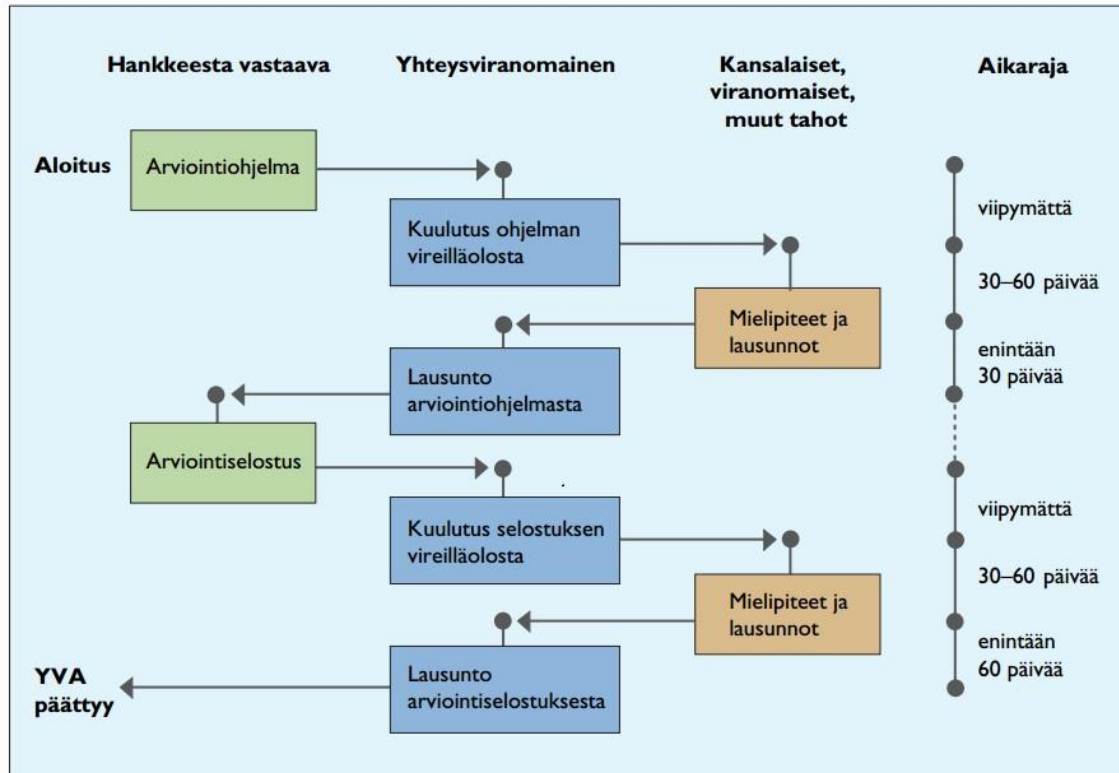 Hankkeesta vastaava
Yhteysviranomainen
Kansalaiset,
viranomaiset,
muut tahot
Aikaraja
Aloitus
Arviointiohjelma
viipymättä
Kuulutus ohjelman
vireilläolosta
30–60 päivää
Mielipiteet ja
lausunnot
enintään
30 päivää
Lausunto
arviointiohjelmasta
Arviointiselostus
viipymättä
Kuulutus selostuksen
vireilläolosta
30–60 päivää
Mielipiteet ja
lausunnot
enintään
60 päivää
Lausunto
arviointiselostuksesta
YVA
päättyy